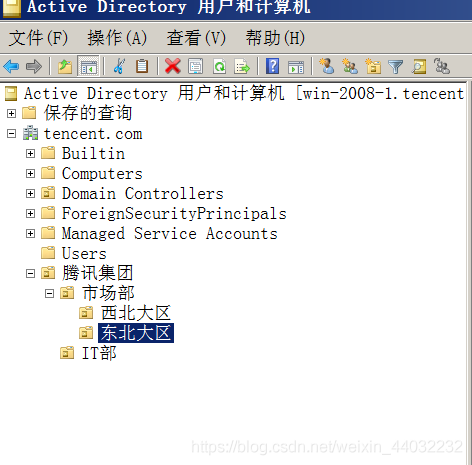 Active Directory 用户和计算机
文件(F) 操作(A) 查看(V) 帮助(H)
Active Directory 用户和计算机 [win-2008-1.tencent
保存的查询
tencent.com
Builtin
Computers
Domain Controllers
ForeignSecurityPrincipals
Managed Service Accounts
Users
腾讯集团
市场部
西北大区
东北大区
IT部
https://blog.csdn.net/weixin_44032232